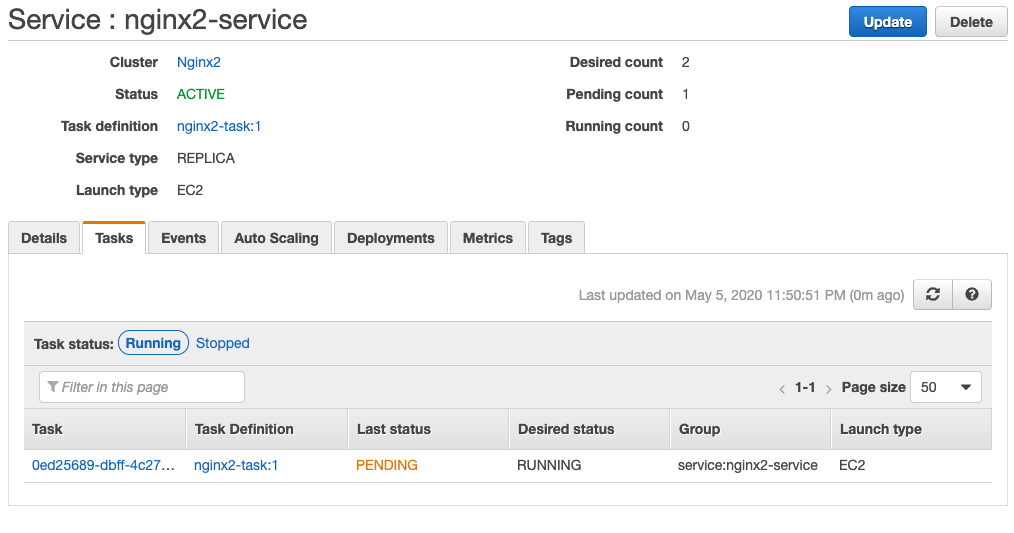 Service : nginx2-service
Update
Delete
Cluster Nginx2 Desired count 2
Status ACTIVE Pending count 1
Task definition nginx2-task:1 Running count 0
Service type REPLICA
Launch type EC2
Details Tasks Events Auto Scaling Deployments Metrics Tags
Last updated on May 5, 2020 11:50:51 PM (0m ago)
Task status: Running Stopped
Filter in this page
1-1 Page size 50
Task Task Definition Last status Desired status Group Launch type
0ed25689-dbff-4c27... nginx2-task:1 PENDING RUNNING service:nginx2-service EC2